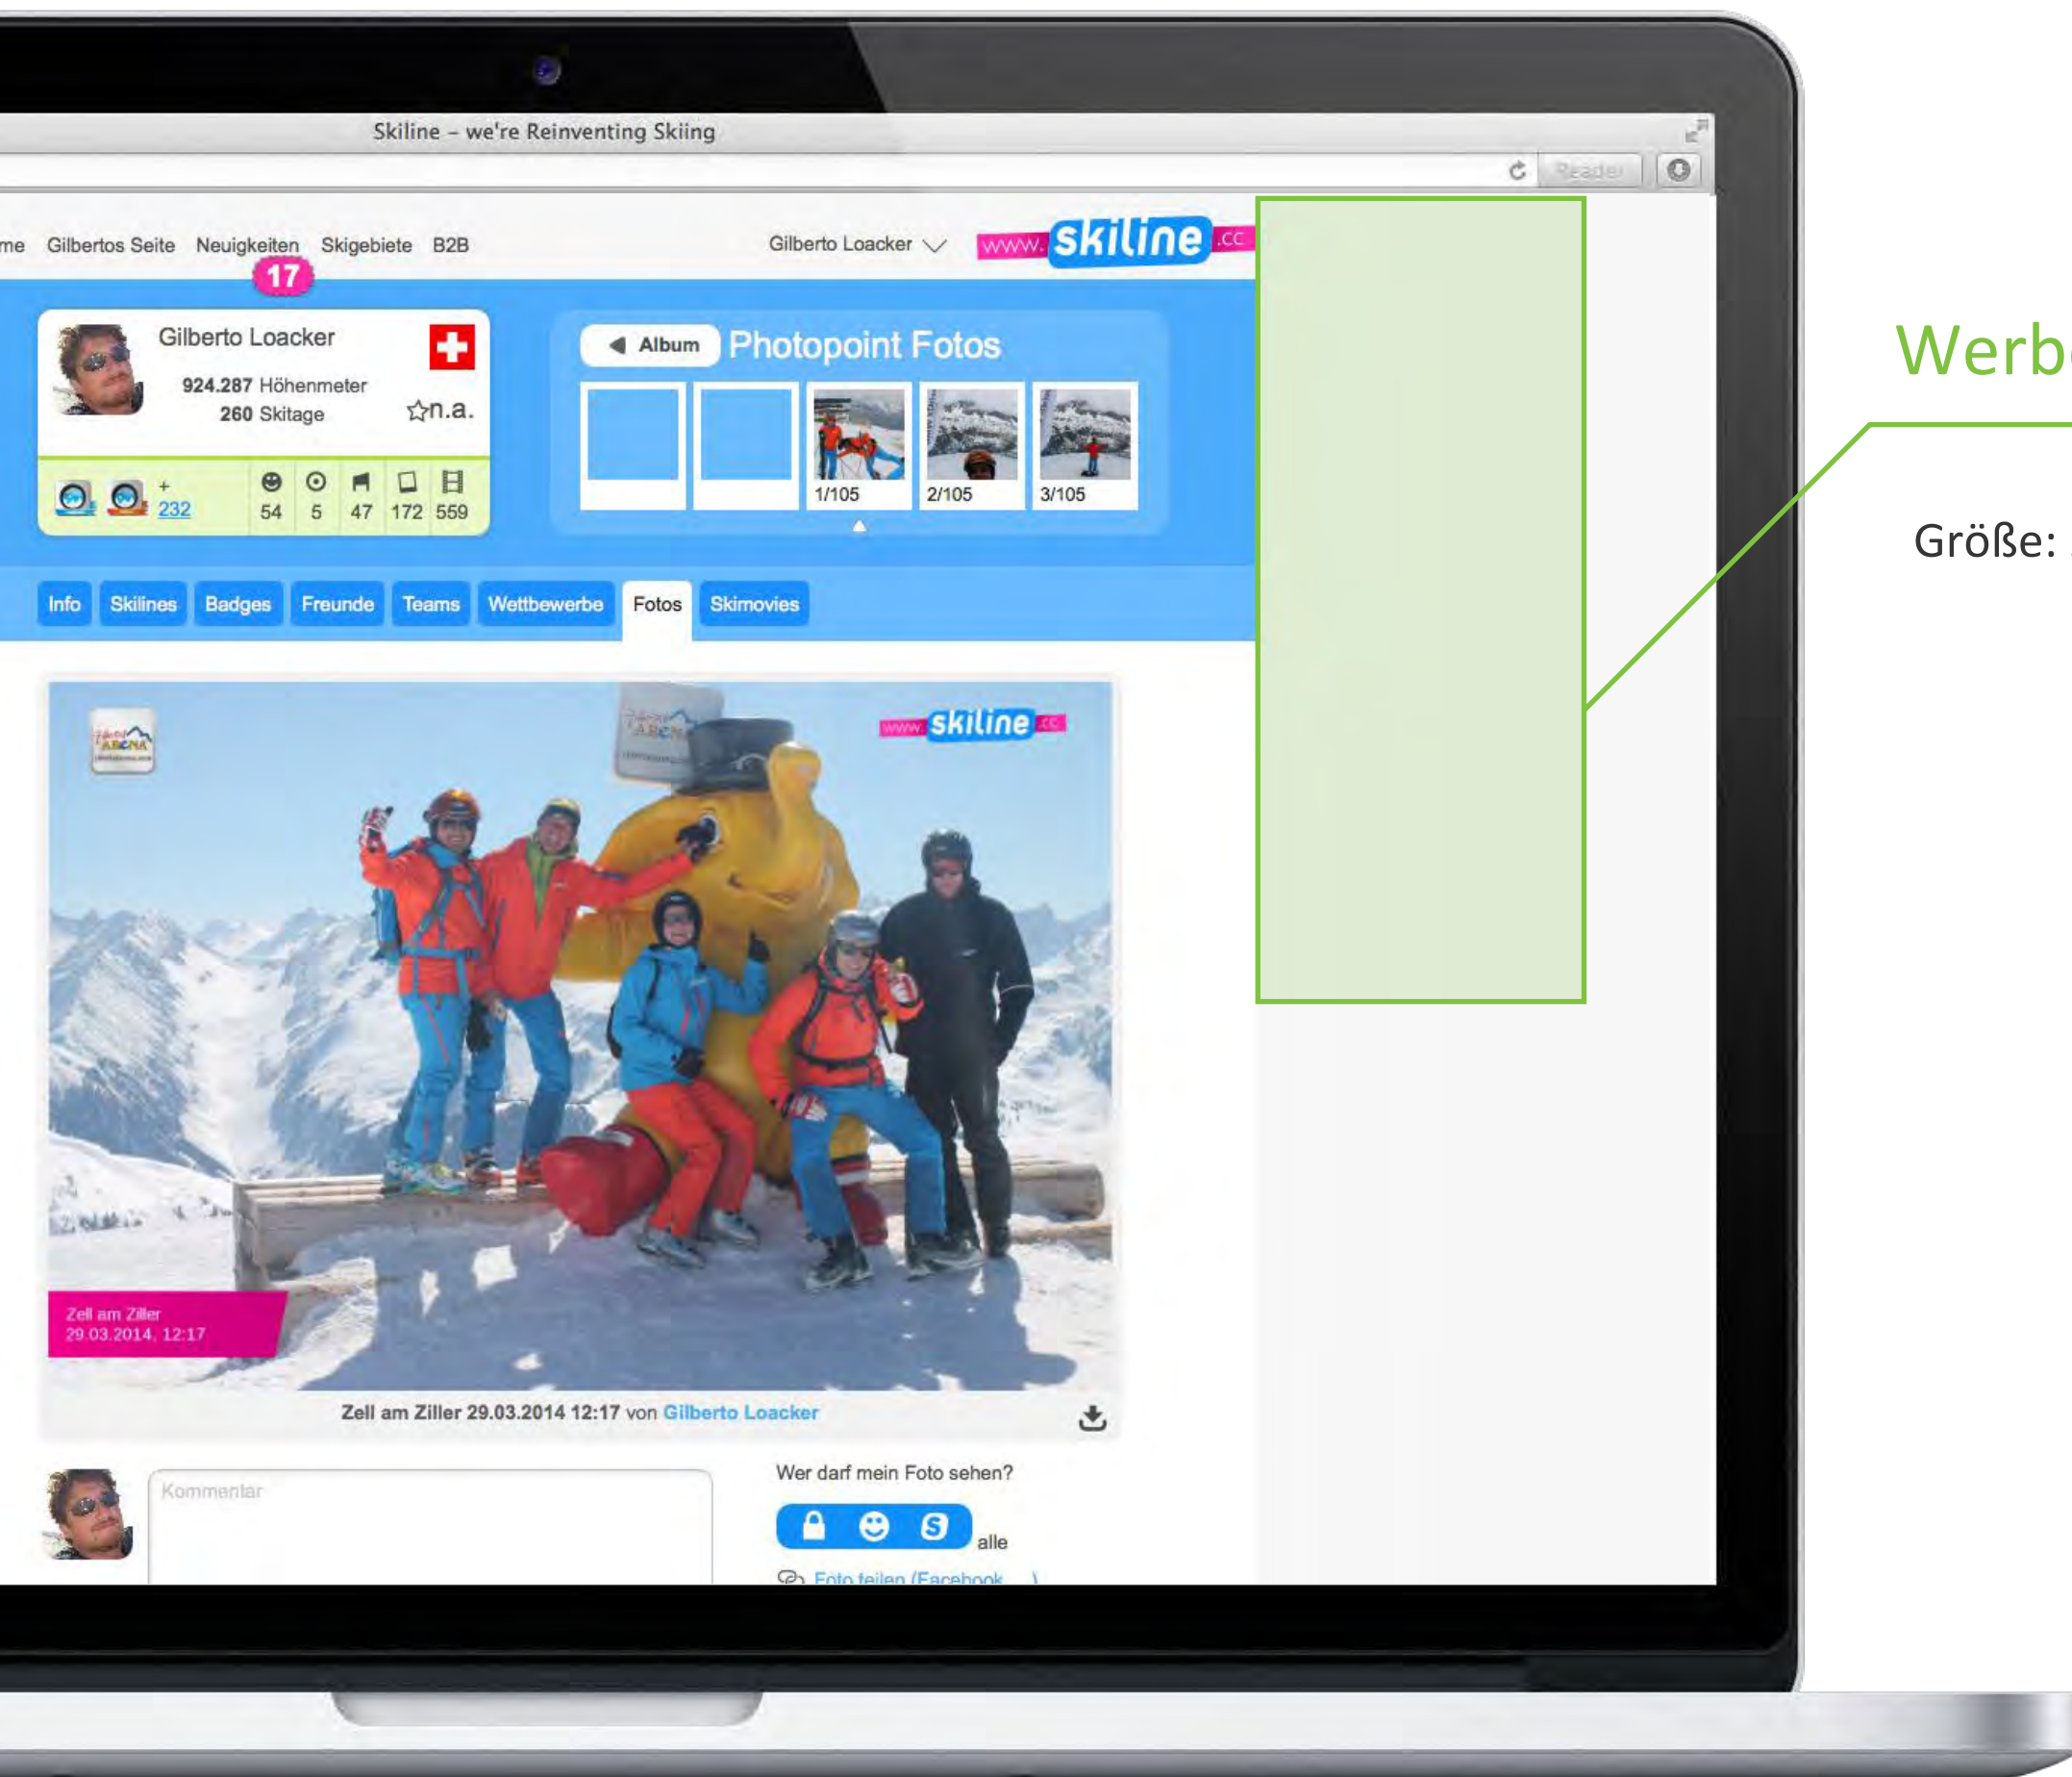 Skiline – we're Reinventing Skiing
Reader
me Gilbertos Seite Neuigkeiten Skigebiete B2B
17
Gilberto Loacker
www.skiline.cc
Gilberto Loacker
924.287 Höhenmeter
260 Skitage
n.a.
+
232
54 5 47 172 559
Album
Photopoint Fotos
1/105 2/105 3/105
Info Skilines Badges Freunde Teams Wettbewerbe Fotos Skimovies
ARENA
www.skiline.cc
Zell am Ziller
29.03.2014, 12:17
Zell am Ziller 29.03.2014 12:17 von Gilberto Loacker
Kommentar
Wer darf mein Foto sehen?
alle
Foto teilen (Facebook, ...)
Werb
Größe: